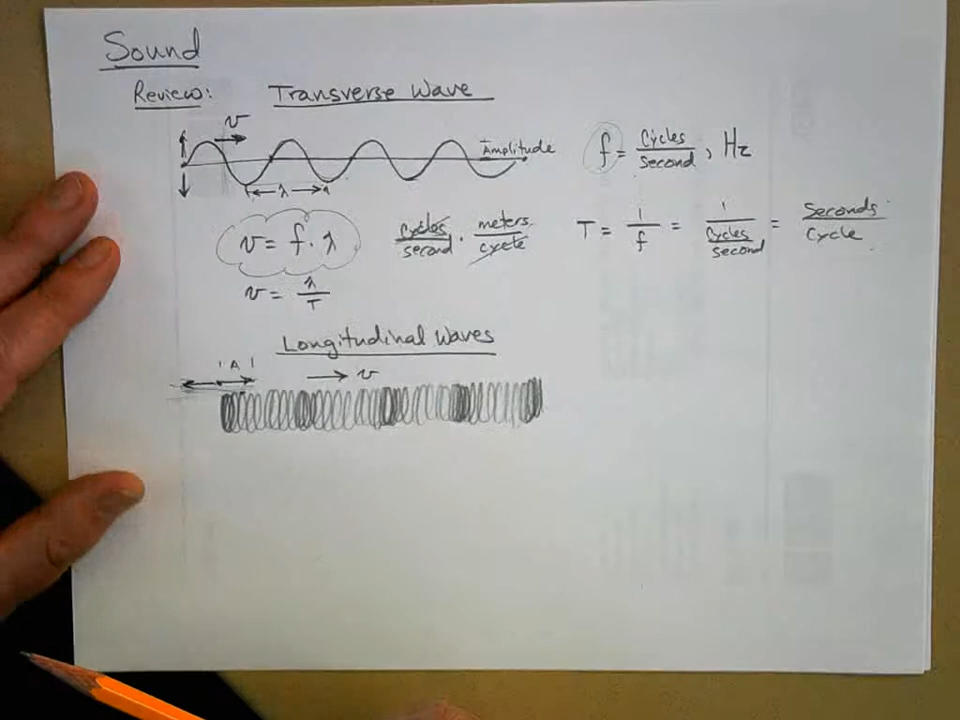 Sound
Review: Transverse Wave
v
Amplitude
λ
f = Cycles/Second, Hz
v = f · λ
cycles/second · meters/cycle
T = 1/f = 1/(cycles/second) = Seconds/Cycle
v = λ/T
Longitudinal Waves
A
v